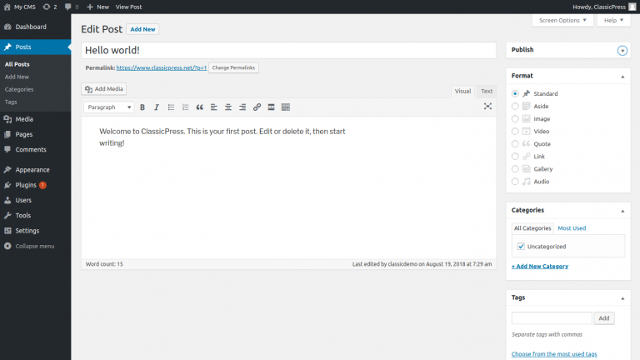 My CMS 2 0 + New View Post Howdy, ClassicPress
Screen Options Help
Dashboard
Posts
All Posts
Add New
Categories
Tags
Media
Pages
Comments
Appearance
Plugins 1
Users
Tools
Settings
Collapse menu
Edit Post Add New
Hello world!
Permalink: https://www.classicpress.net/?p=1 Change Permalinks
Add Media Visual Text
Paragraph B I
Welcome to ClassicPress. This is your first post. Edit or delete it, then start
writing!
Word count: 15 Last edited by classicdemo on August 19, 2018 at 7:29 am
Publish
Format
Standard
Aside
Image
Video
Quote
Link
Gallery
Audio
Categories
All Categories Most Used
Uncategorized
+ Add New Category
Tags
Add
Separate tags with commas
Choose from the most used tags